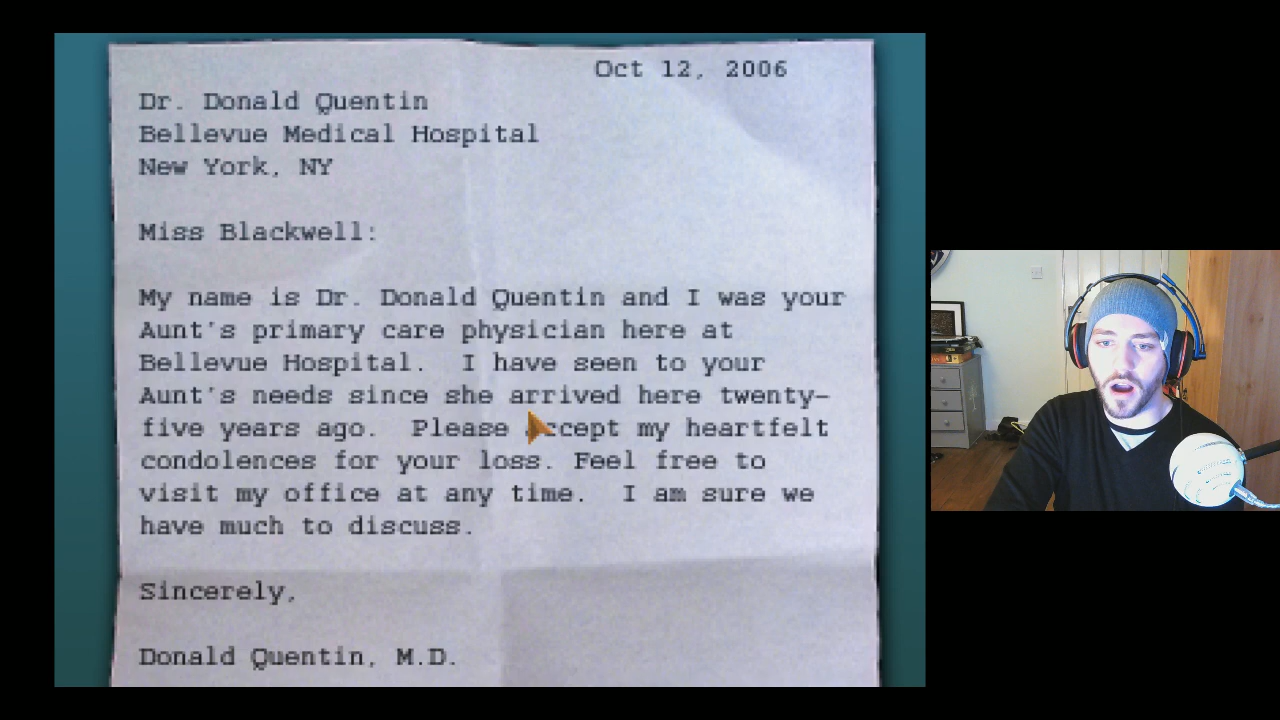 Oct 12, 2006
Dr. Donald Quentin
Bellevue Medical Hospital
New York, NY
Miss Blackwell:
My name is Dr. Donald Quentin and I was your
Aunt's primary care physician here at
Bellevue Hospital. I have seen to your
Aunt's needs since she arrived here twenty-
five years ago. Please accept my heartfelt
condolences for your loss. Feel free to
visit my office at any time. I am sure we
have much to discuss.
Sincerely,
Donald Quentin, M.D.